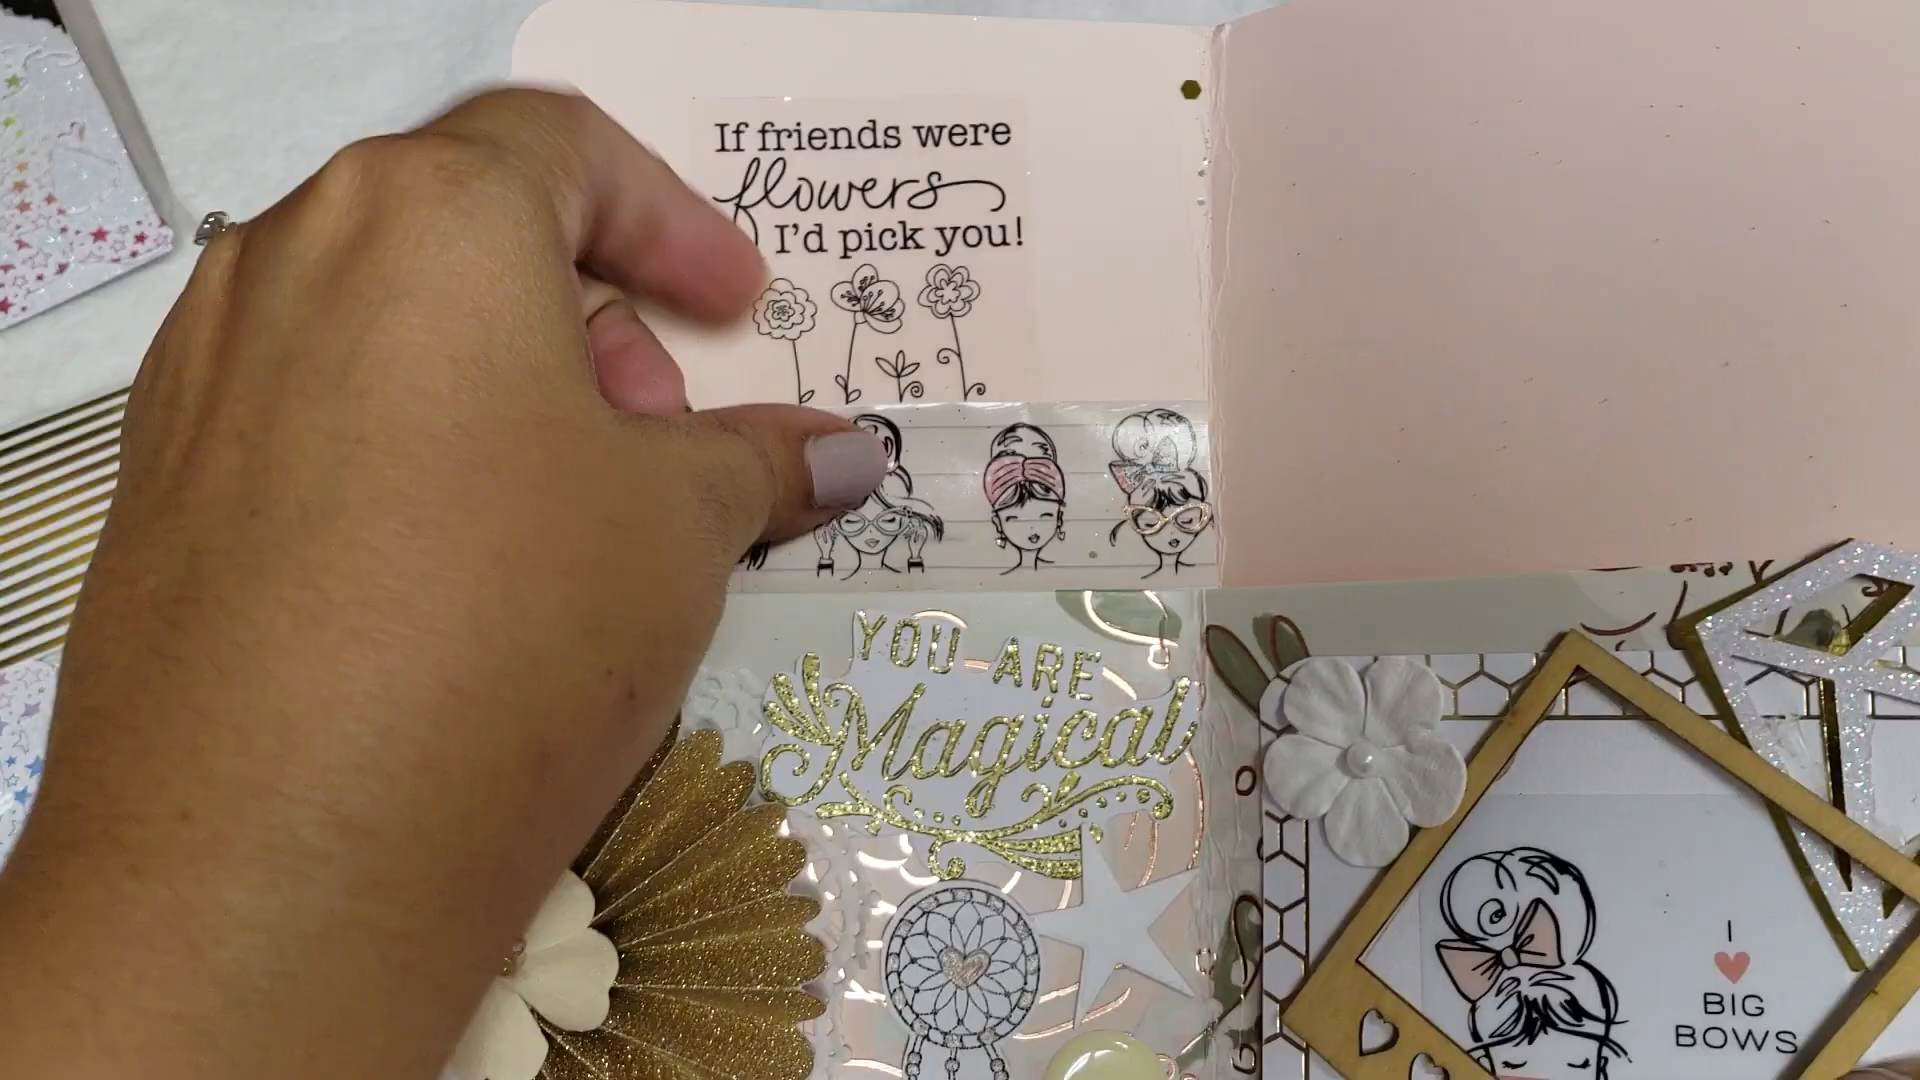 If friends were
flowers
I'd pick you!
YOU ARE
Magical
I
BIG
BOWS